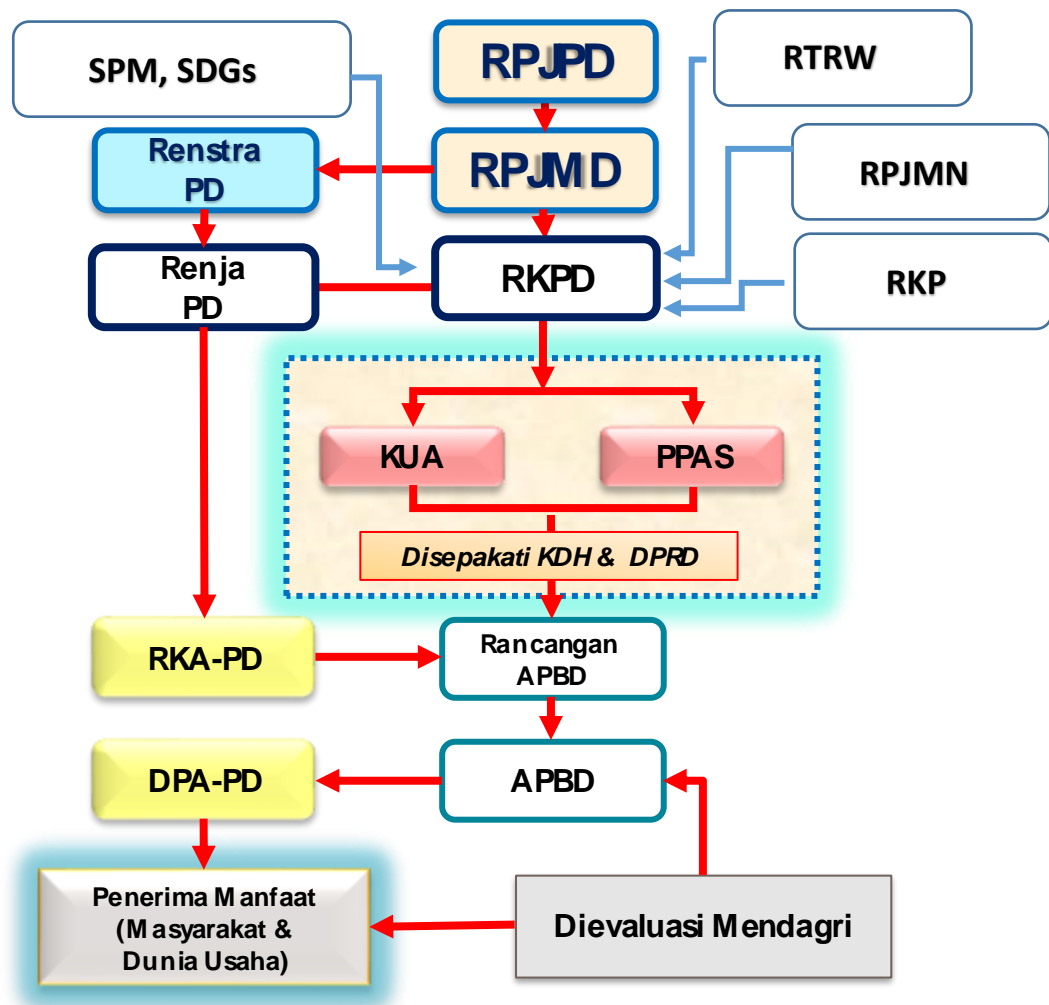 SPM, SDGs
RPJPD
RTRW
Renstra
PD
RPJMD
RPJMN
Renja
PD
RKPD
RKP
KUA
PPAS
Disepakati KDH & DPRD
RKA-PD
Rancangan
APBD
DPA-PD
APBD
Penerima Manfaat
(Masyarakat &
Dunia Usaha)
Dievaluasi Mendagri